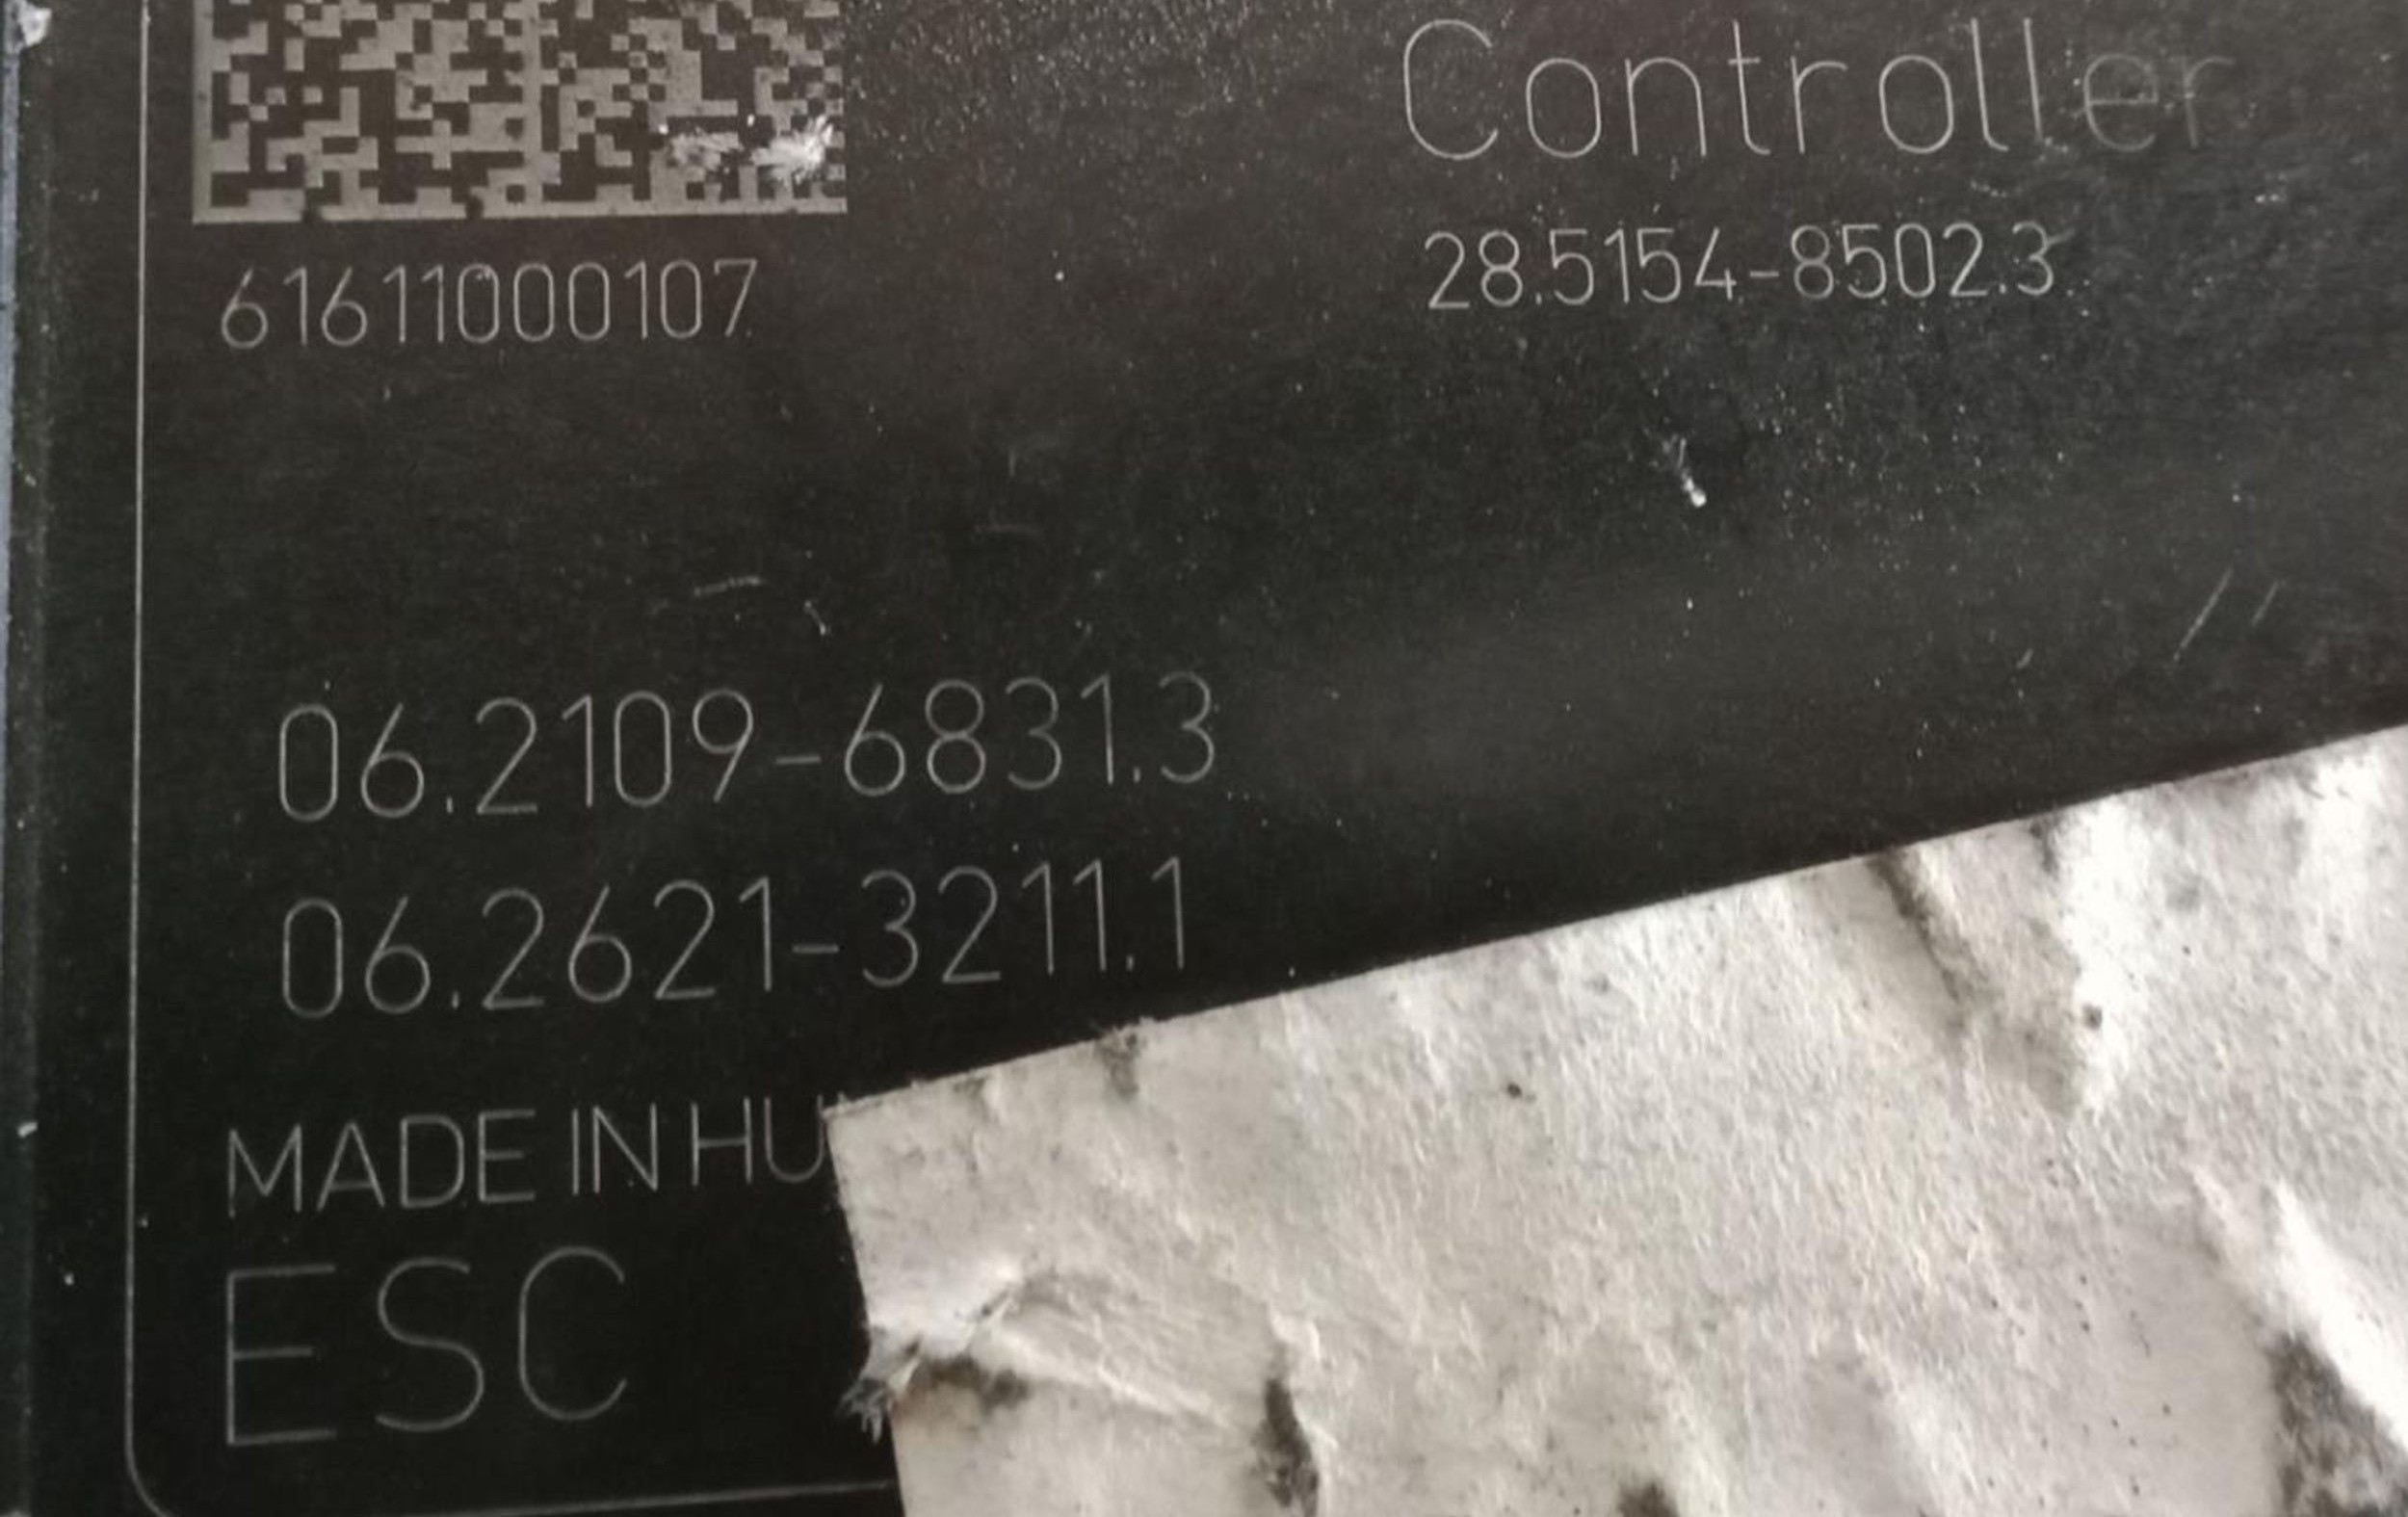 Controller
28.5154-8502.3
61611000107
06.2109-6831.3
06.2621-3211.1
MADE IN HU
ESC